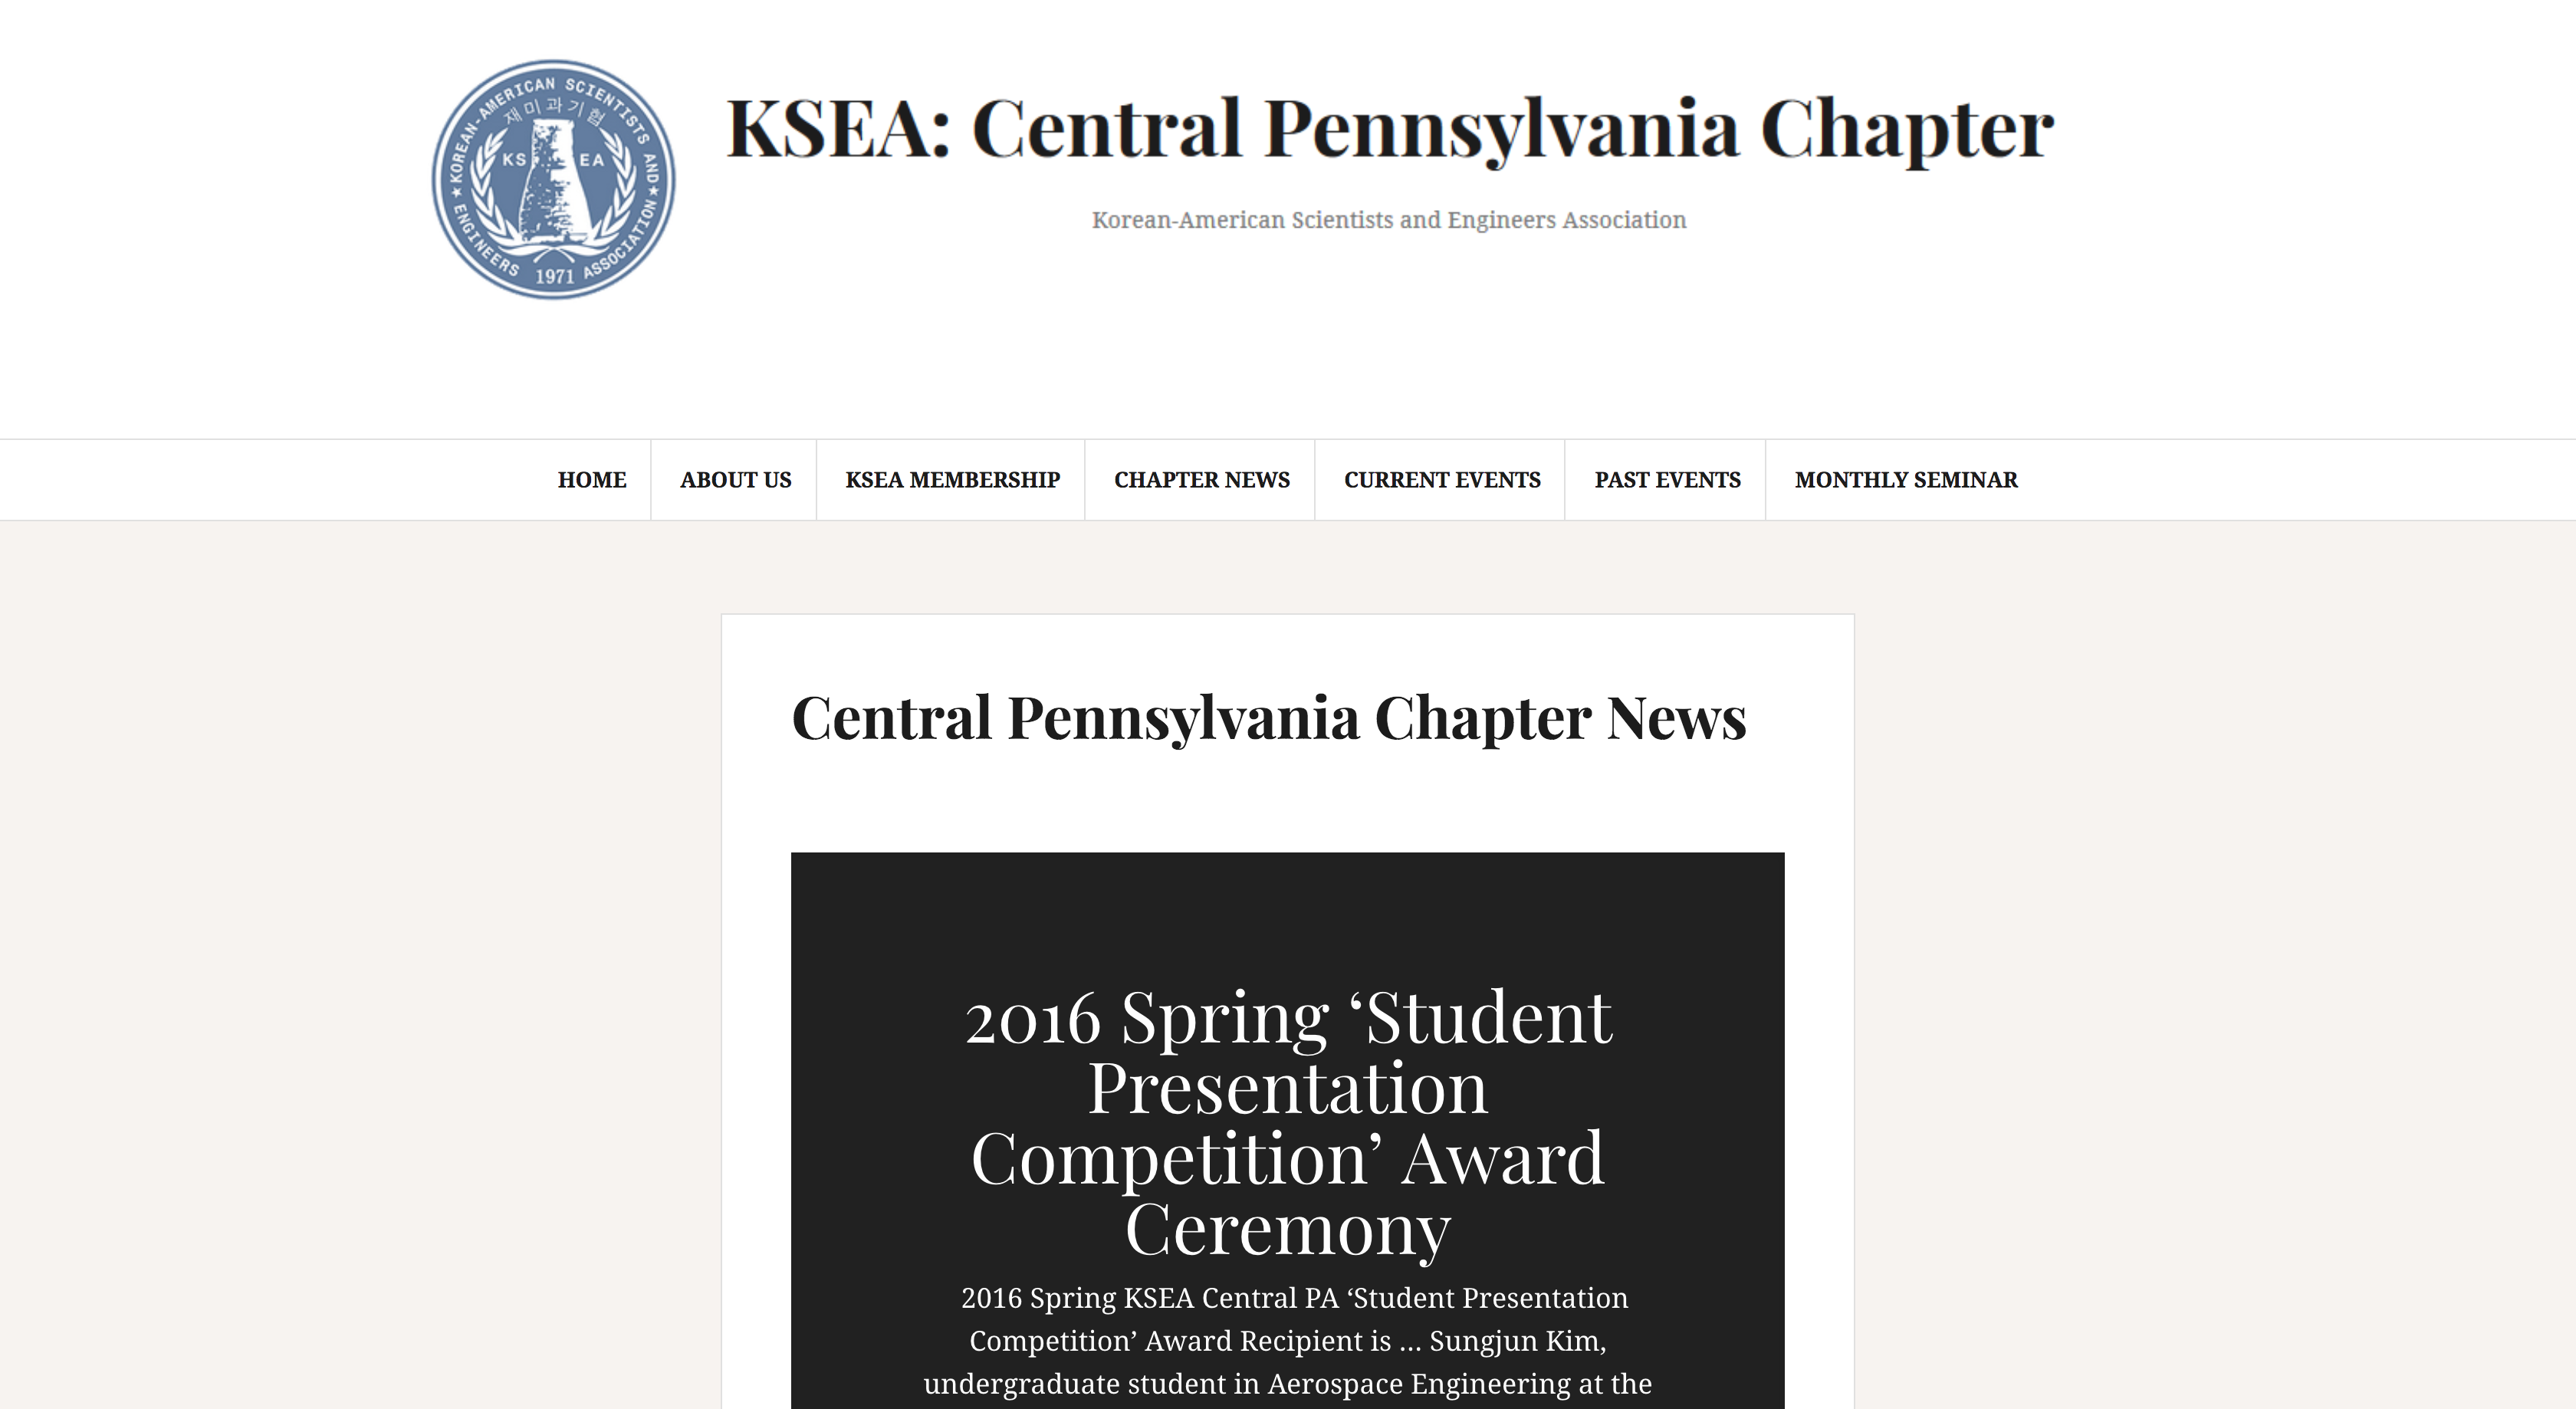 KOREAN-AMERICAN SCIENTISTS AND
재미과기협
KS EA
ENGINEERS 1971 ASSOCIATION
KSEA: Central Pennsylvania Chapter
Korean-American Scientists and Engineers Association
HOME ABOUT US KSEA MEMBERSHIP CHAPTER NEWS CURRENT EVENTS PAST EVENTS MONTHLY SEMINAR
Central Pennsylvania Chapter News
2016 Spring ‘Student
Presentation
Competition’ Award
Ceremony
2016 Spring KSEA Central PA ‘Student Presentation
Competition’ Award Recipient is … Sungjun Kim,
undergraduate student in Aerospace Engineering at the